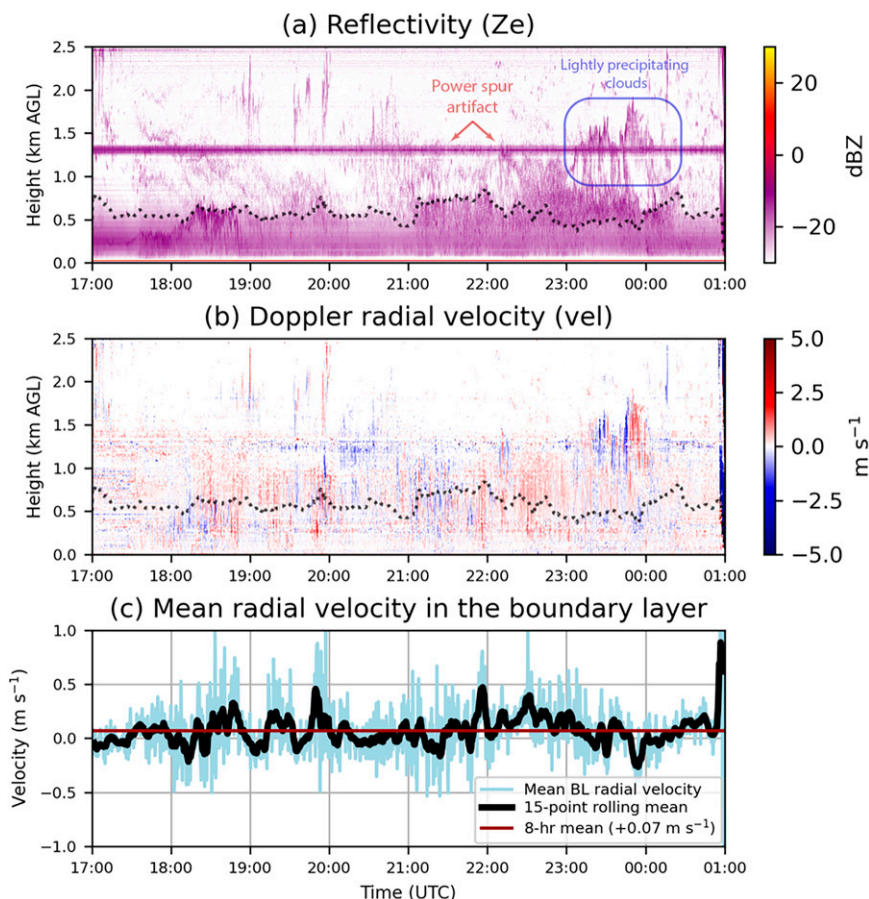 (a) Reflectivity (Ze)
2.5
2.0
1.5
1.0
0.5
0.0
Height (km AGL)
Power spur
artifact
Lightly precipitating
clouds
17:00 18:00 19:00 20:00 21:00 22:00 23:00 00:00 01:00
20
0
−20
dBZ
(b) Doppler radial velocity (vel)
2.5
2.0
1.5
1.0
0.5
0.0
Height (km AGL)
17:00 18:00 19:00 20:00 21:00 22:00 23:00 00:00 01:00
5.0
2.5
0.0
−2.5
−5.0
m s⁻¹
(c) Mean radial velocity in the boundary layer
1.0
0.5
0.0
−0.5
−1.0
Velocity (m s⁻¹)
Mean BL radial velocity
15-point rolling mean
8-hr mean (+0.07 m s⁻¹)
17:00 18:00 19:00 20:00 21:00 22:00 23:00 00:00 01:00
Time (UTC)